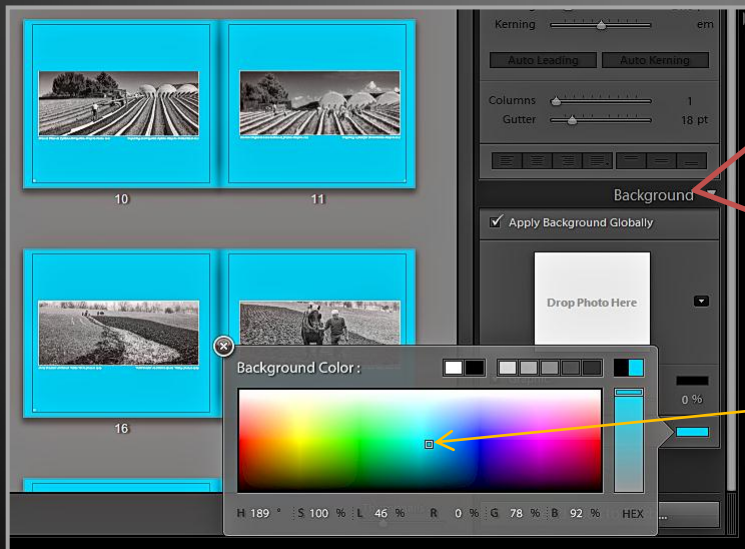 Kerning em
Auto Leading Auto Kerning
Columns 1
Gutter 18 pt
10 11
Background
Apply Background Globally
Drop Photo Here
Background Color :
0 %
16
H 189 ° S 100 % L 46 % R 0 % G 78 % B 92 % HEX
...